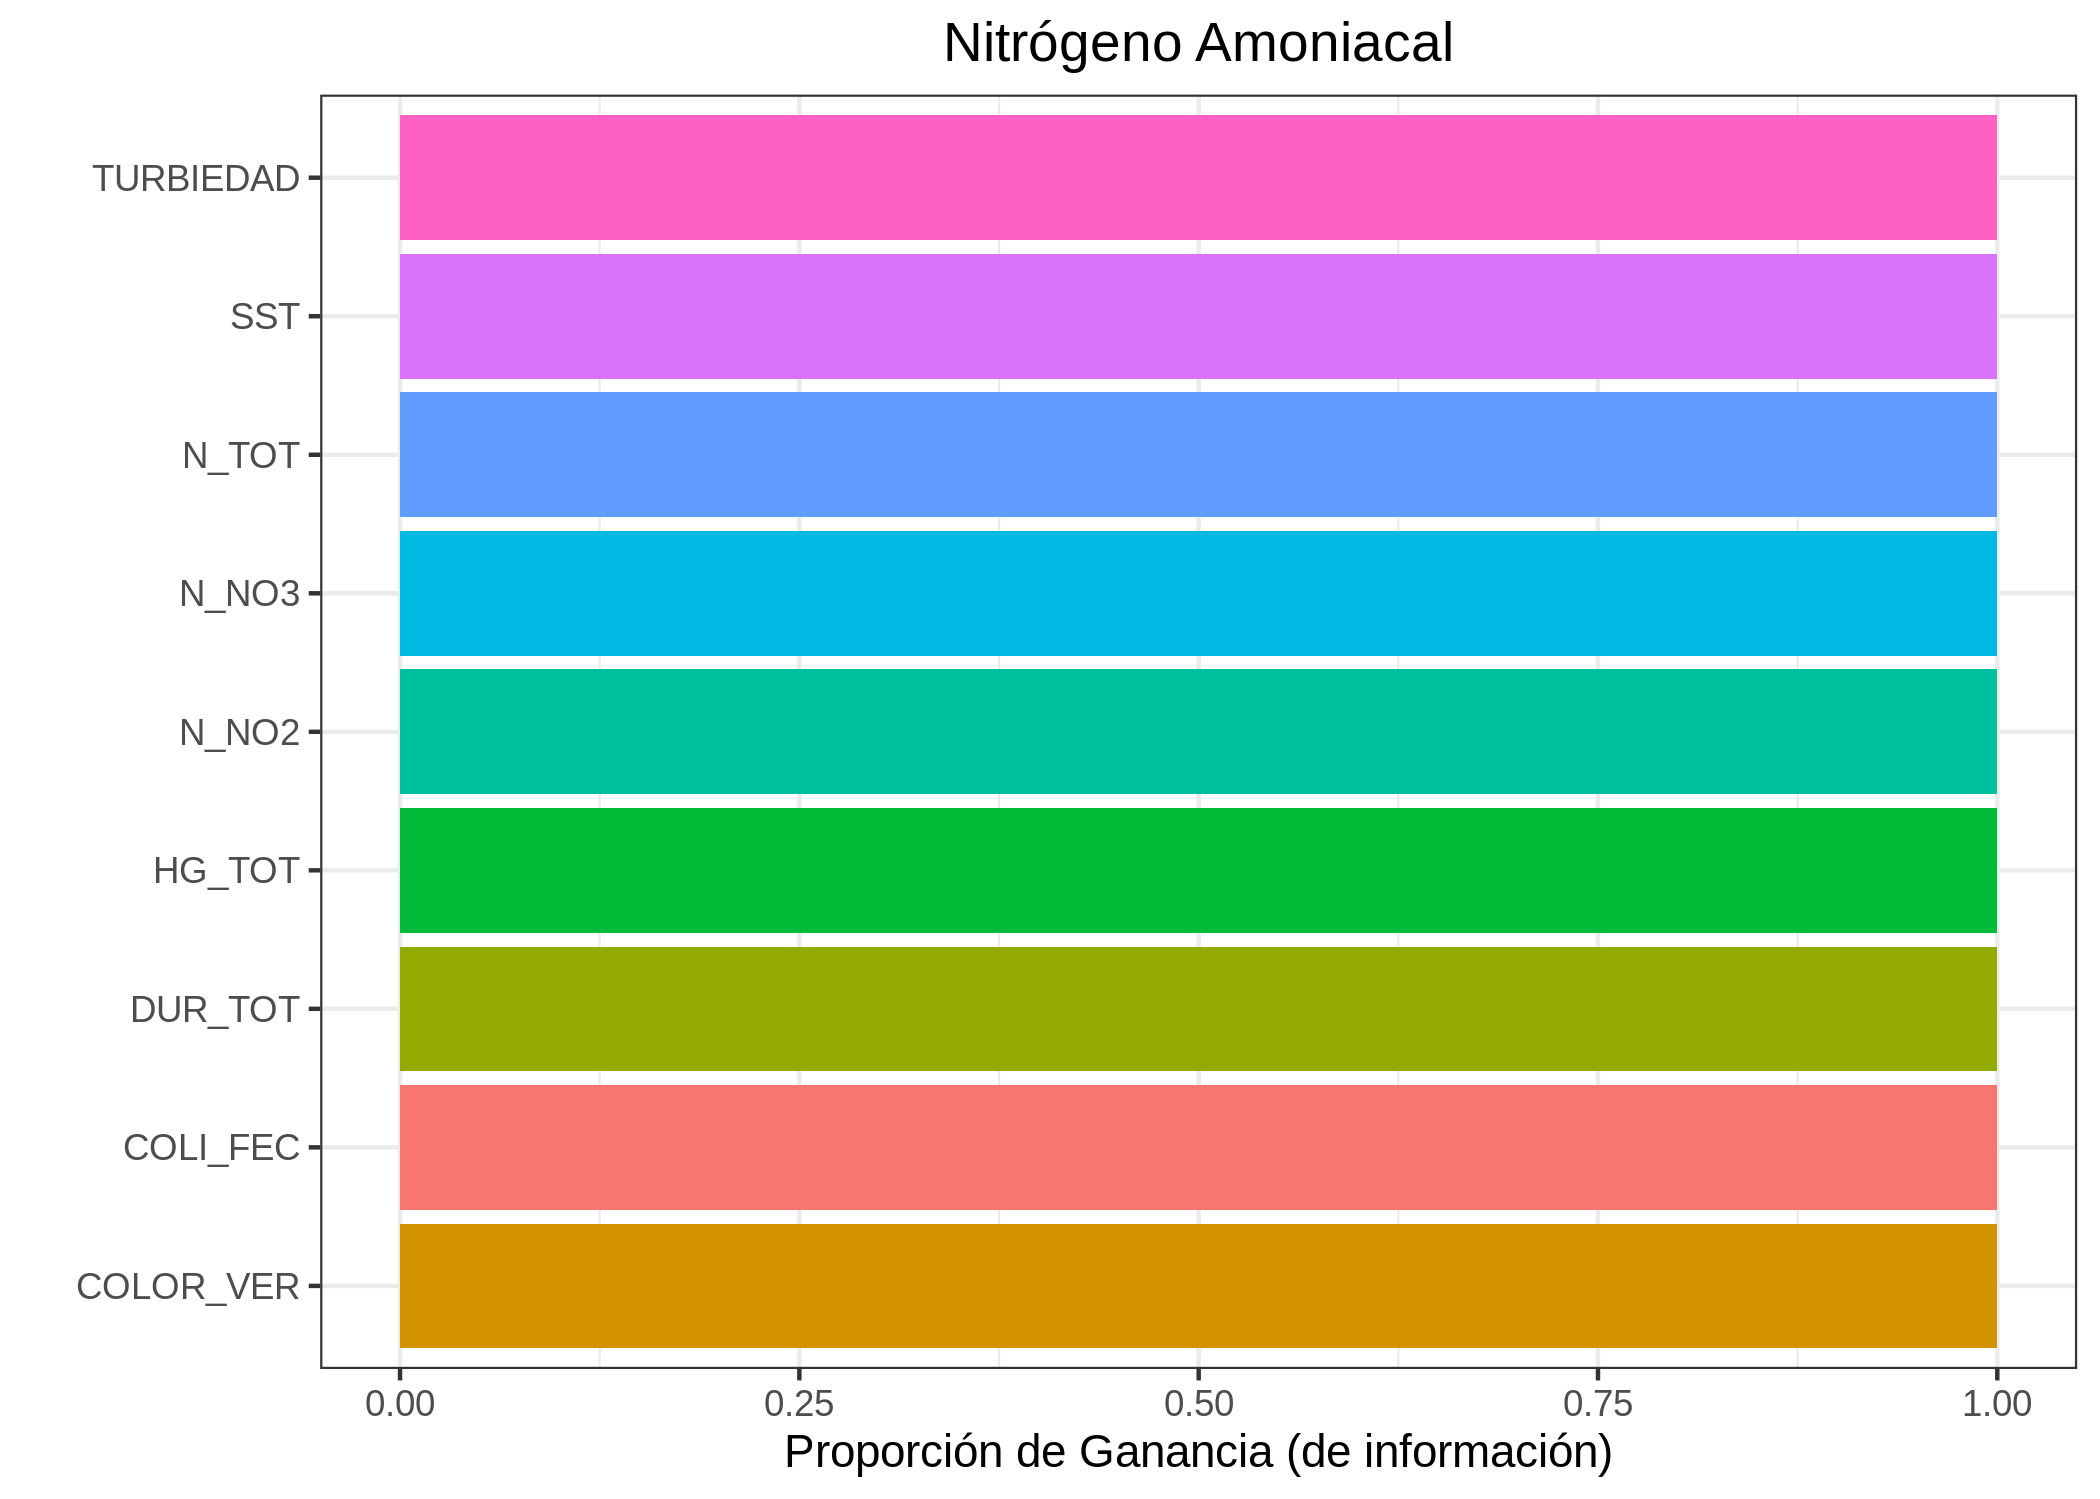 Nitrógeno Amoniacal
TURBIEDAD
SST
N_TOT
N_NO3
N_NO2
HG_TOT
DUR_TOT
COLI_FEC
COLOR_VER
0.00 0.25 0.50 0.75 1.00
Proporción de Ganancia (de información)